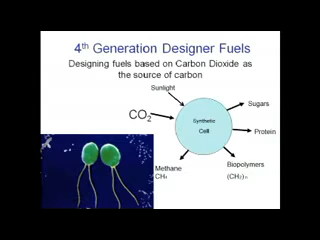 4th Generation Designer Fuels
Designing fuels based on Carbon Dioxide as
the source of carbon
Sunlight
CO2
Synthetic
Cell
Sugars
Protein
Biopolymers
(CH2)n
Methane
CH4